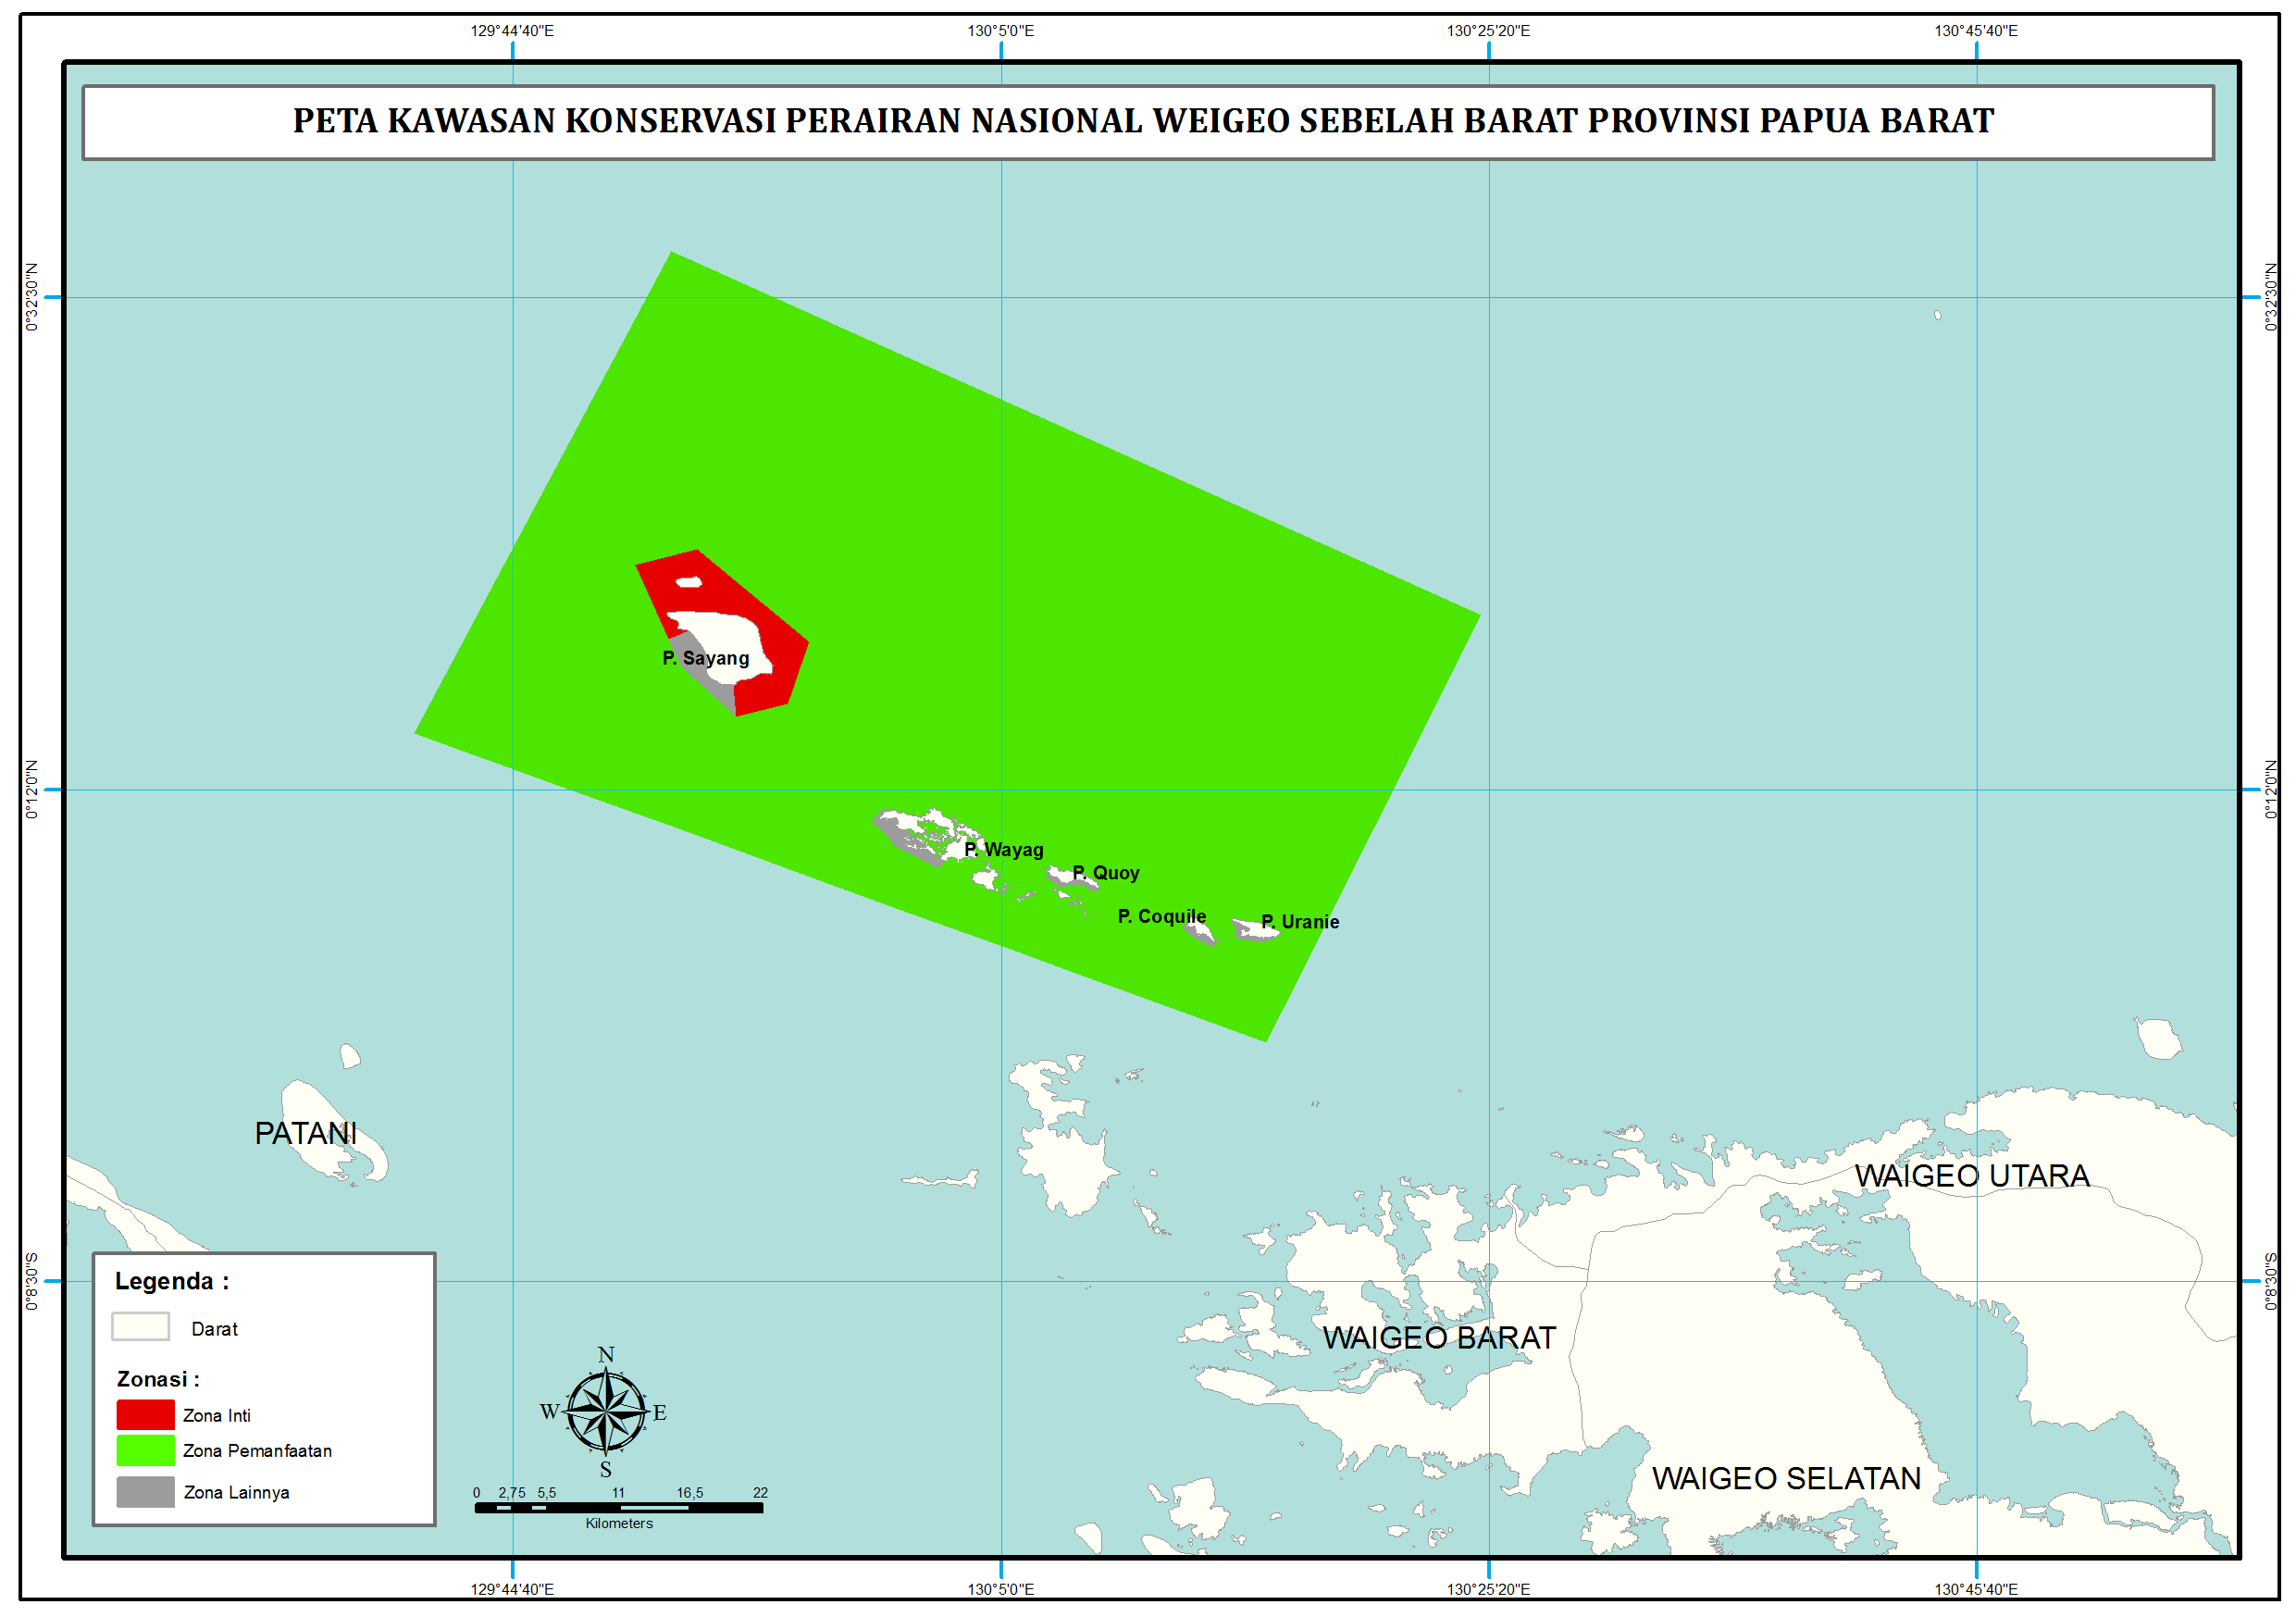 129°44'40"E
130°5'0"E
130°25'20"E
130°45'40"E
PETA KAWASAN KONSERVASI PERAIRAN NASIONAL WEIGEO SEBELAH BARAT PROVINSI PAPUA BARAT
0°32'30"N
0°32'30"N
P. Sayang
0°12'0"N
0°12'0"N
P. Wayag
P. Quoy
P. Coquile
P. Uranie
PATANI
WAIGEO UTARA
0°8'30"S
0°8'30"S
WAIGEO BARAT
WAIGEO SELATAN
Legenda :
Darat
Zonasi :
Zona Inti
Zona Pemanfaatan
Zona Lainnya
N
W
E
S
0 2,75 5,5 11 16,5 22
Kilometers
129°44'40"E
130°5'0"E
130°25'20"E
130°45'40"E